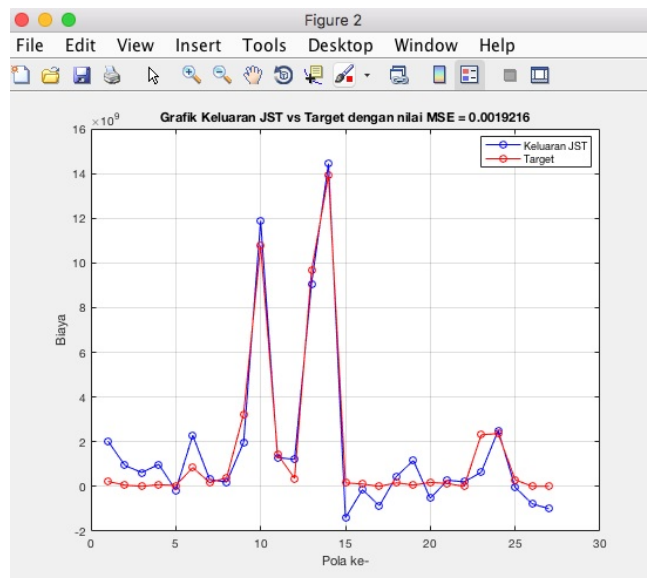 Figure 2
File Edit View Insert Tools Desktop Window Help
×10⁹
Grafik Keluaran JST vs Target dengan nilai MSE = 0.0019216
Keluaran JST
Target
16
14
12
10
8
6
4
2
0
-2
Biaya
0 5 10 15 20 25 30
Pola ke-